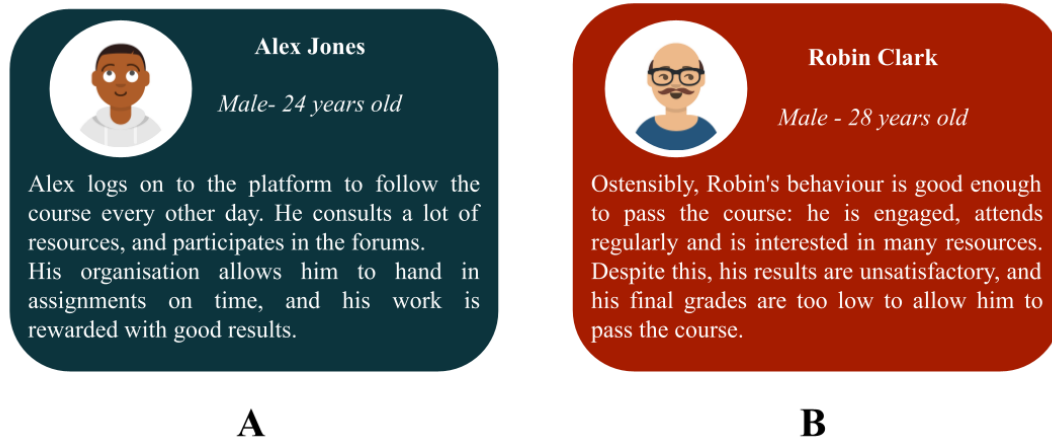 Alex Jones
Male- 24 years old
Alex logs on to the platform to follow the
course every other day. He consults a lot of
resources, and participates in the forums.
His organisation allows him to hand in
assignments on time, and his work is
rewarded with good results.
A
Robin Clark
Male - 28 years old
Ostensibly, Robin's behaviour is good enough
to pass the course: he is engaged, attends
regularly and is interested in many resources.
Despite this, his results are unsatisfactory, and
his final grades are too low to allow him to
pass the course.
B